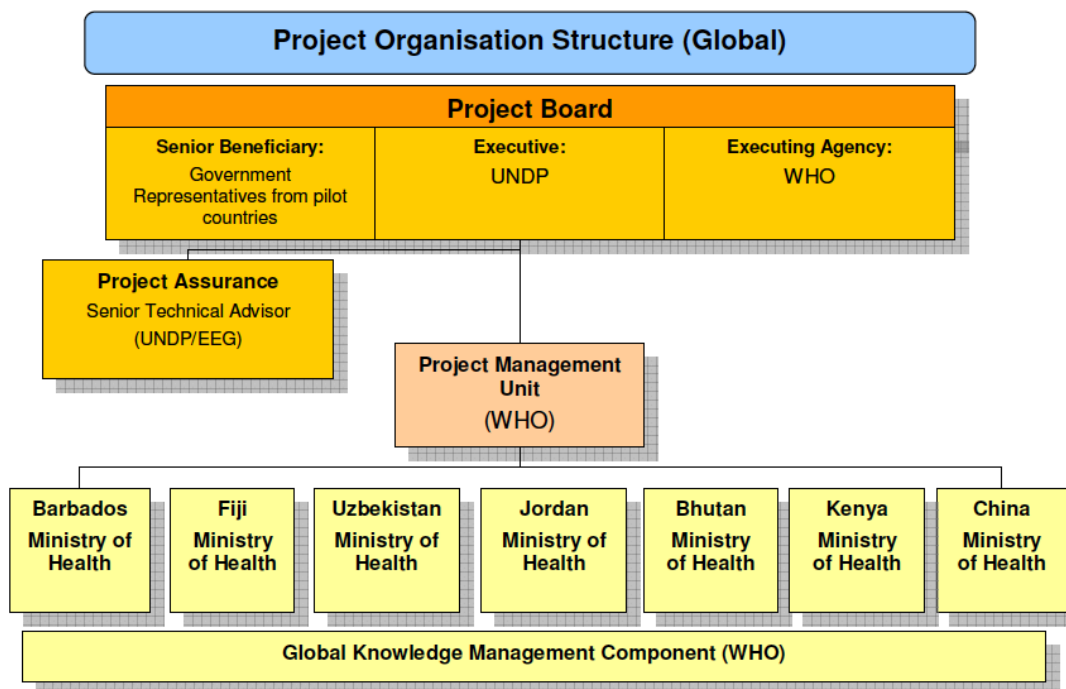 Project Organisation Structure (Global)
Project Board
Senior Beneficiary:
Government
Representatives from pilot
countries
Executive:
UNDP
Executing Agency:
WHO
Project Assurance
Senior Technical Advisor
(UNDP/EEG)
Project Management
Unit
(WHO)
Barbados
Ministry of
Health
Fiji
Ministry
of Health
Uzbekistan
Ministry of
Health
Jordan
Ministry of
Health
Bhutan
Ministry
of Health
Kenya
Ministry
of Health
China
Ministry
of Health
Global Knowledge Management Component (WHO)